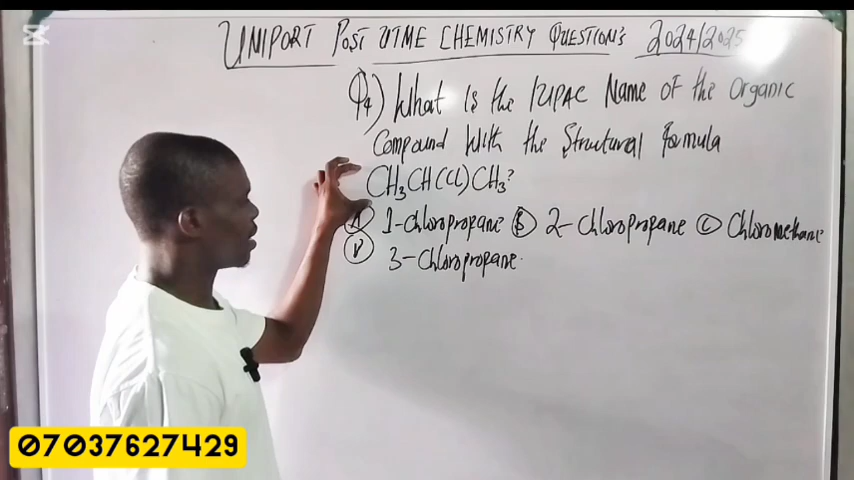 UNIPORT POST UTME CHEMISTRY QUESTION'S 2024/2025
Q4) What Is the IUPAC Name OF the Organic
Compound With the Structural formula
CH3CH(Cl)CH3?
(A) 1-Chloropropane (B) 2-Chloropropane (C) Chloromethane
(D) 3-Chloropropane.
07037627429